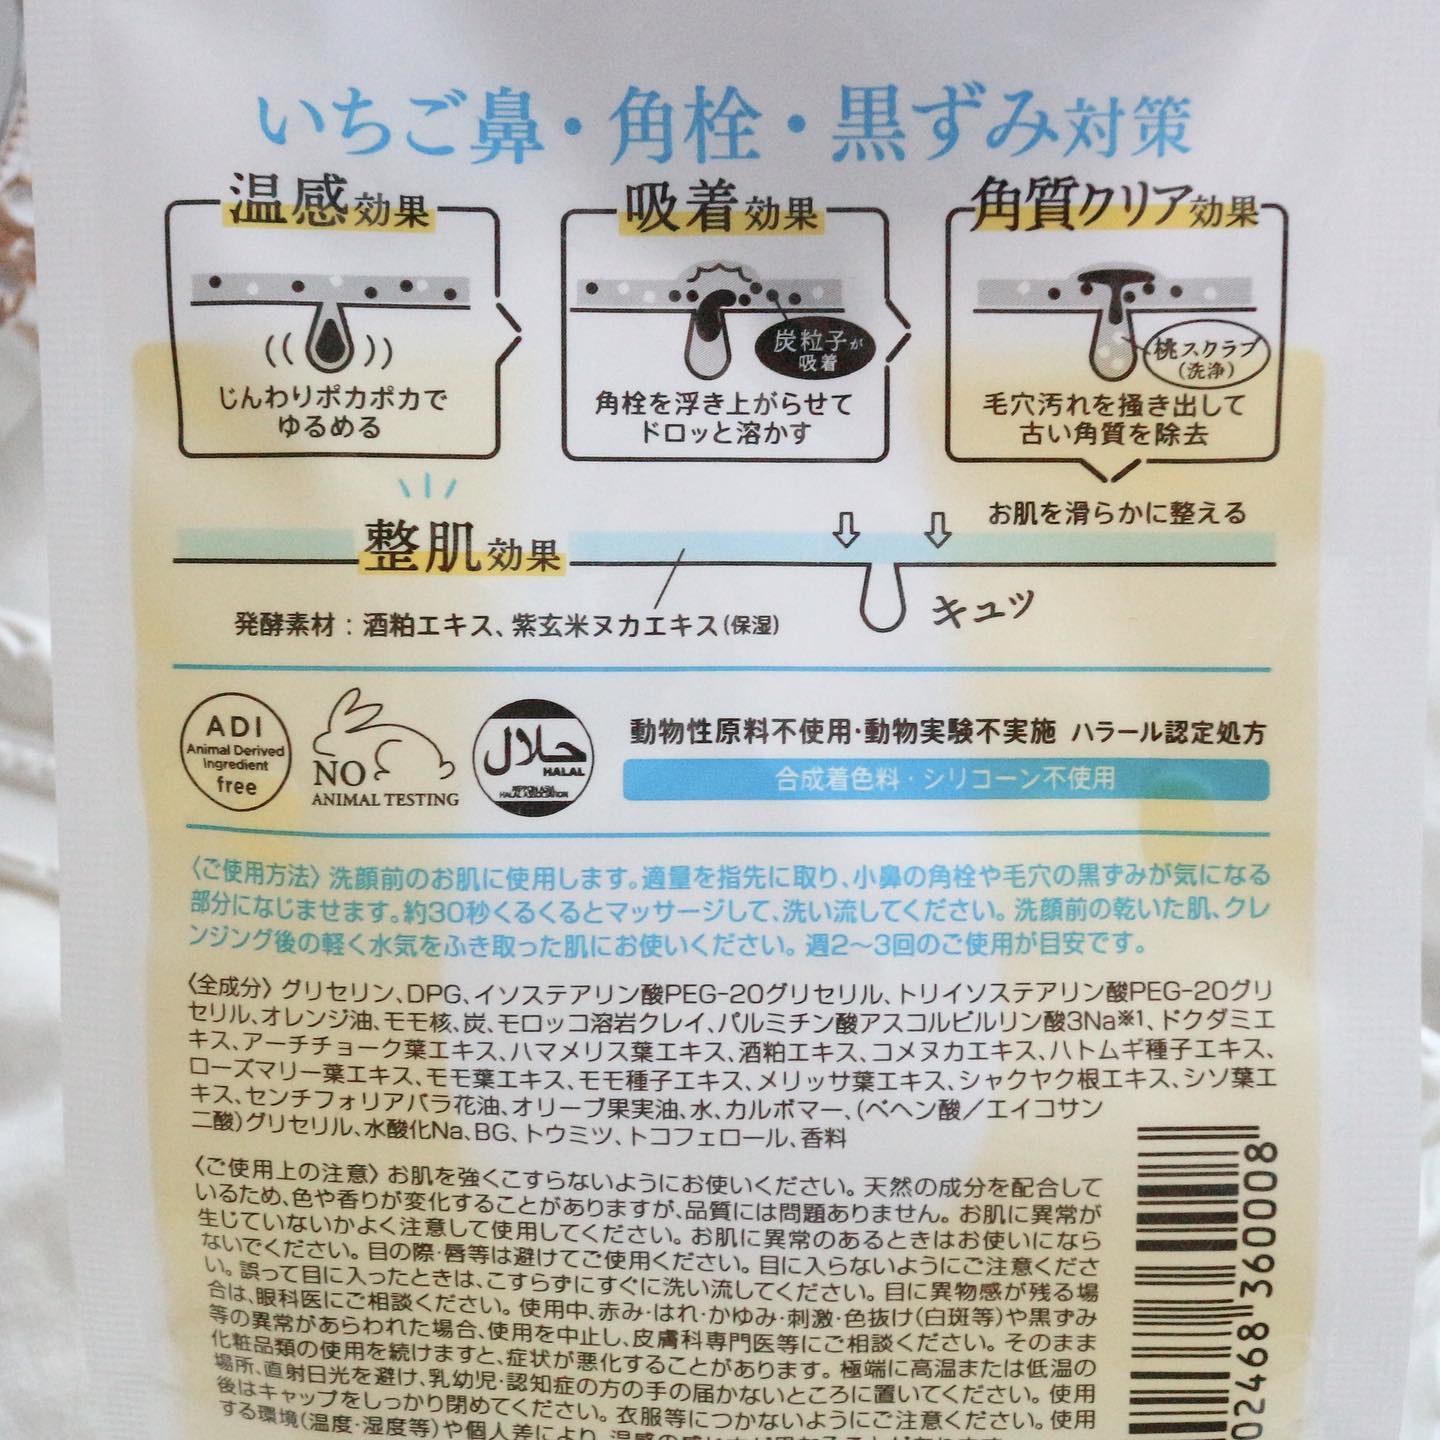 いちご鼻・角栓・黒ずみ対策
温感効果
じんわりポカポカで
ゆるめる
吸着効果
炭粒子が
吸着
角栓を浮き上がらせて
ドロッと溶かす
角質クリア効果
桃スクラブ
(洗浄)
毛穴汚れを掻き出して
古い角質を除去
お肌を滑らかに整える
整肌効果
発酵素材：酒粕エキス、紫玄米ヌカエキス(保湿)
キュッ
ADI
Animal Derived
Ingredient
free
NO
ANIMAL TESTING
حلال
HALAL
動物性原料不使用・動物実験不実施 ハラール認定処方
合成着色料・シリコーン不使用
〈ご使用方法〉洗顔前のお肌に使用します。適量を指先に取り、小鼻の角栓や毛穴の黒ずみが気になる
部分になじませます。約30秒くるくるとマッサージして、洗い流してください。洗顔前の乾いた肌、クレ
ンジング後の軽く水気をふき取った肌にお使いください。週2～3回のご使用が目安です。
〈全成分〉グリセリン、DPG、イソステアリン酸PEG-20グリセリル、トリイソステアリン酸PEG-20グリ
セリル、オレンジ油、モモ核、炭、モロッコ溶岩クレイ、パルミチン酸アスコルビルリン酸3Na※1、ドクダミエ
キス、アーチチョーク葉エキス、ハマメリス葉エキス、酒粕エキス、コメヌカエキス、ハトムギ種子エキス、
ローズマリー葉エキス、モモ葉エキス、モモ種子エキス、メリッサ葉エキス、シャクヤク根エキス、シソ葉エ
キス、センチフォリアバラ花油、オリーブ果実油、水、カルボマー、(ベヘン酸／エイコサン
二酸)グリセリル、水酸化Na、BG、トウミツ、トコフェロール、香料
〈ご使用上の注意〉お肌を強くこすらないようにお使いください。天然の成分を配合して
いるため、色や香りが変化することがありますが、品質には問題ありません。お肌に異常が
生じていないかよく注意して使用してください。お肌に異常のあるときはお使いになら
ないでください。目の際・唇等は避けてご使用ください。目に入らないようにご注意くださ
い。誤って目に入ったときは、こすらずにすぐに洗い流してください。目に異物感が残る場
合は、眼科医にご相談ください。使用中、赤み・はれ・かゆみ・刺激・色抜け(白斑等)や黒ずみ
等の異常があらわれた場合、使用を中止し、皮膚科専門医等にご相談ください。そのまま
化粧品類の使用を続けますと、症状が悪化することがあります。極端に高温または低温の
場所、直射日光を避け、乳幼児・認知症の方の手の届かないところに置いてください。使用
後はキャップをしっかり閉めてください。衣服等につかないようにご注意ください。使用
する環境(温度・湿度等)や個人差により、温感の感じ方が異なることがあります。
02468 360008